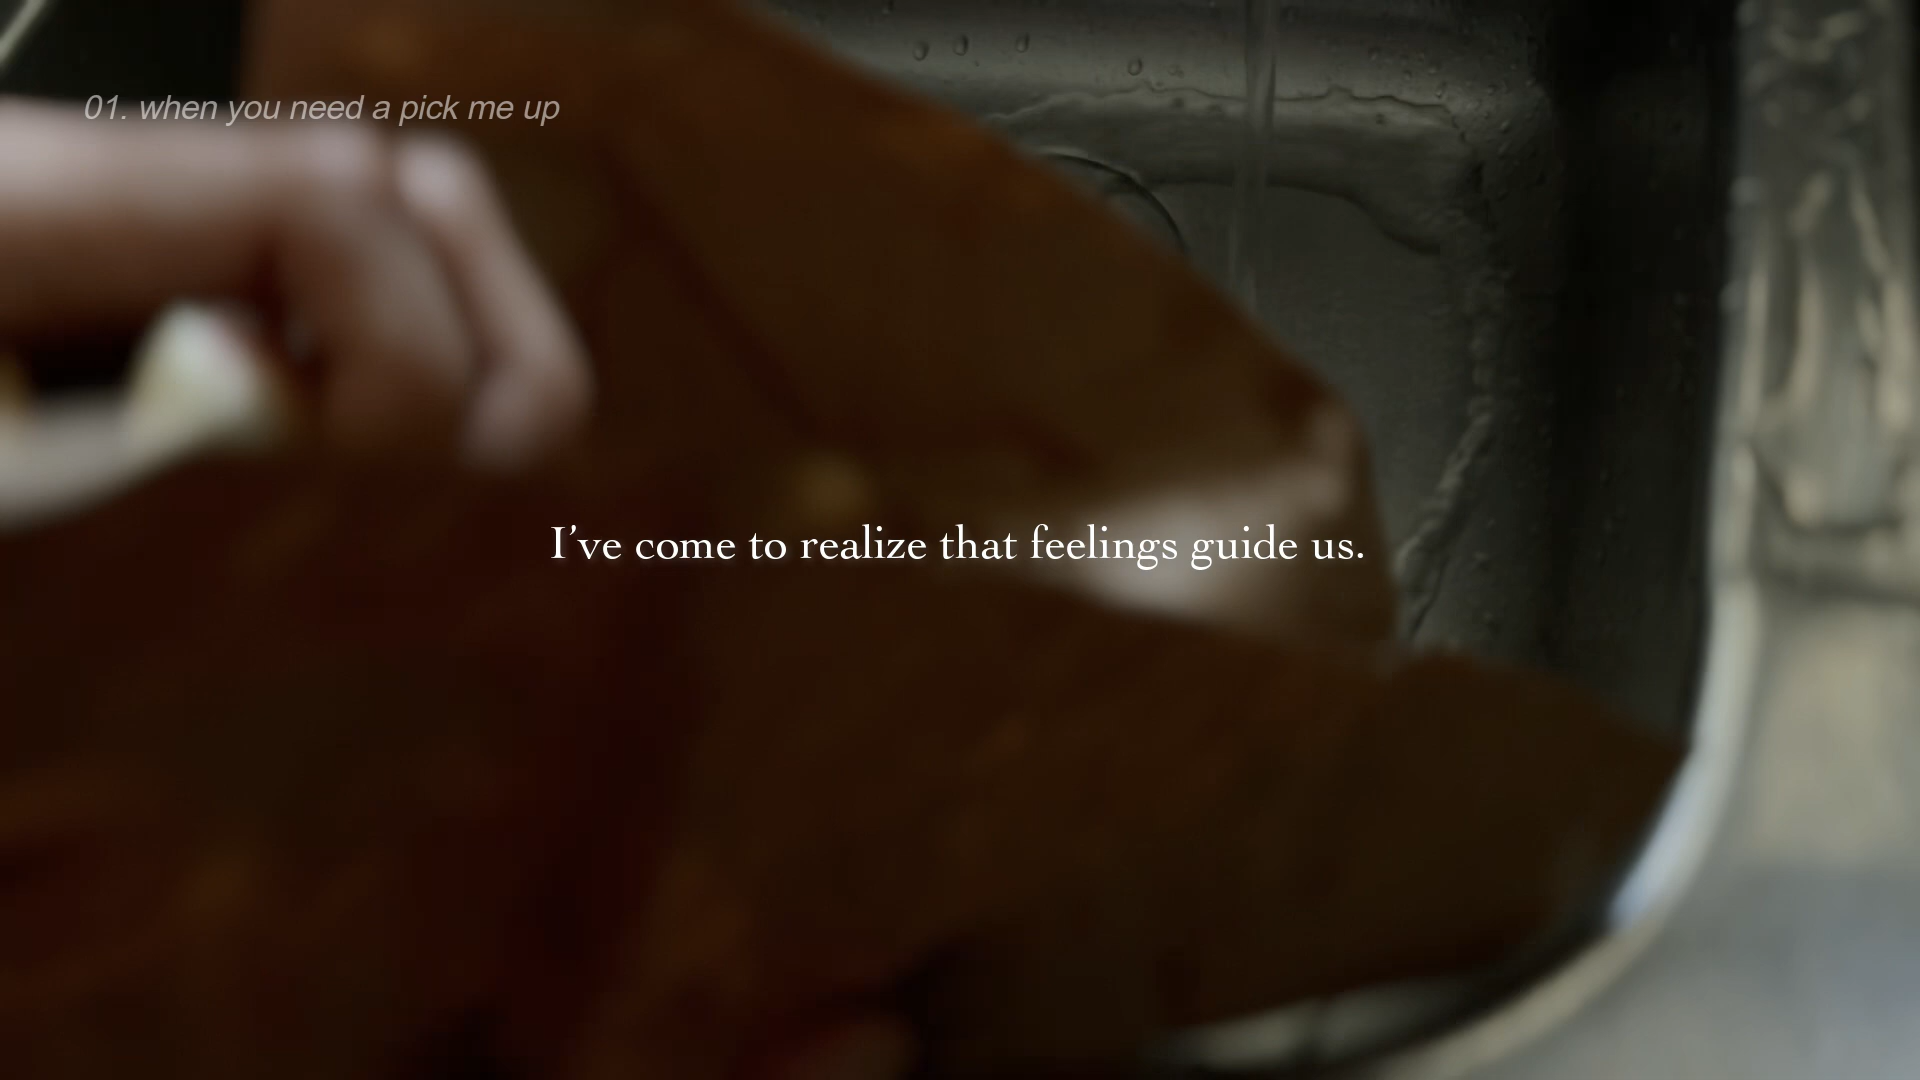 01. when you need a pick me up
I’ve come to realize that feelings guide us.